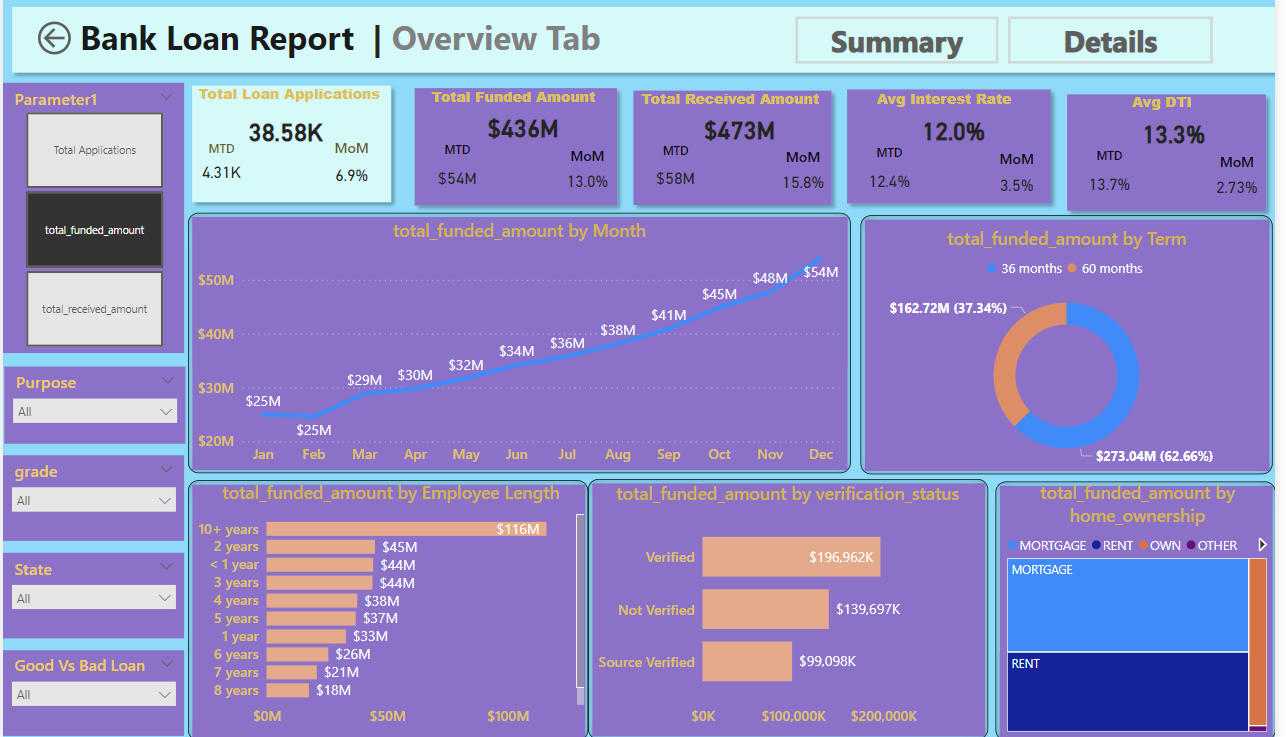 Bank Loan Report | Overview Tab
Summary
Details
Parameter1
Total Applications
total_funded_amount
total_received_amount
Purpose
All
grade
All
State
All
Good Vs Bad Loan
All
Total Loan Applications
38.58K
MTD
MoM
4.31K
6.9%
Total Funded Amount
$436M
MTD
MoM
$54M
13.0%
Total Received Amount
$473M
MTD
MoM
$58M
15.8%
Avg Interest Rate
12.0%
MTD
MoM
12.4%
3.5%
Avg DTI
13.3%
MTD
MoM
13.7%
2.73%
total_funded_amount by Month
$50M
$40M
$30M
$20M
$25M
$25M
$29M
$30M
$32M
$34M
$36M
$38M
$41M
$45M
$48M
$54M
Jan Feb Mar Apr May Jun Jul Aug Sep Oct Nov Dec
total_funded_amount by Term
36 months 60 months
$162.72M (37.34%)
$273.04M (62.66%)
total_funded_amount by Employee Length
10+ years $116M
2 years $45M
< 1 year $44M
3 years $44M
4 years $38M
5 years $37M
1 year $33M
6 years $26M
7 years $21M
8 years $18M
$0M $50M $100M
total_funded_amount by verification_status
Verified $196,962K
Not Verified $139,697K
Source Verified $99,098K
$0K $100,000K $200,000K
total_funded_amount by
home_ownership
MORTGAGE RENT OWN OTHER
MORTGAGE
RENT